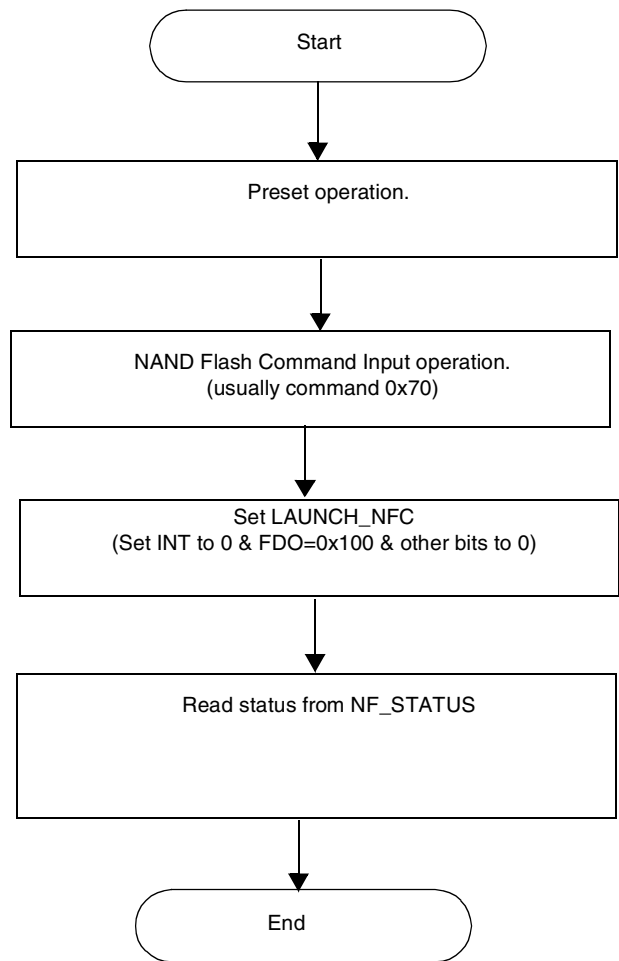 Start
Preset operation.
NAND Flash Command Input operation.
(usually command 0x70)
Set LAUNCH_NFC
(Set INT to 0 & FDO=0x100 & other bits to 0)
Read status from NF_STATUS
End